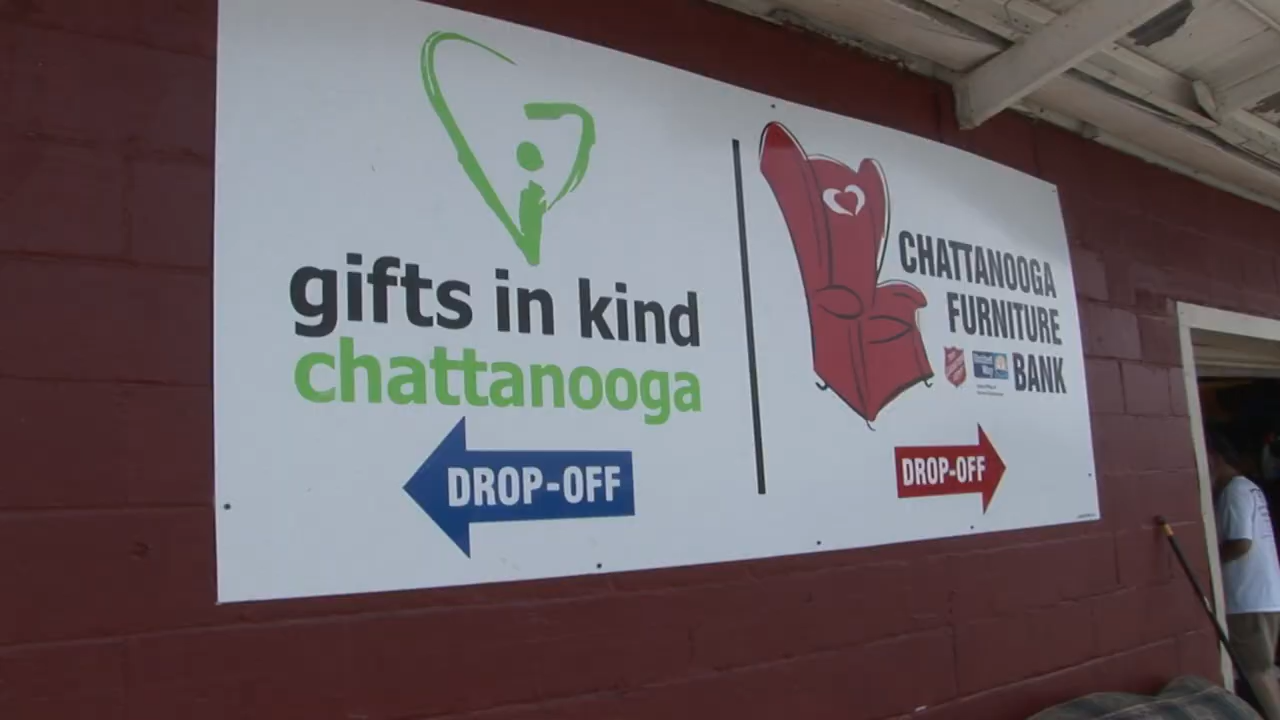 gifts in kind
chattanooga
DROP-OFF
CHATTANOOGA
FURNITURE
BANK
DROP-OFF